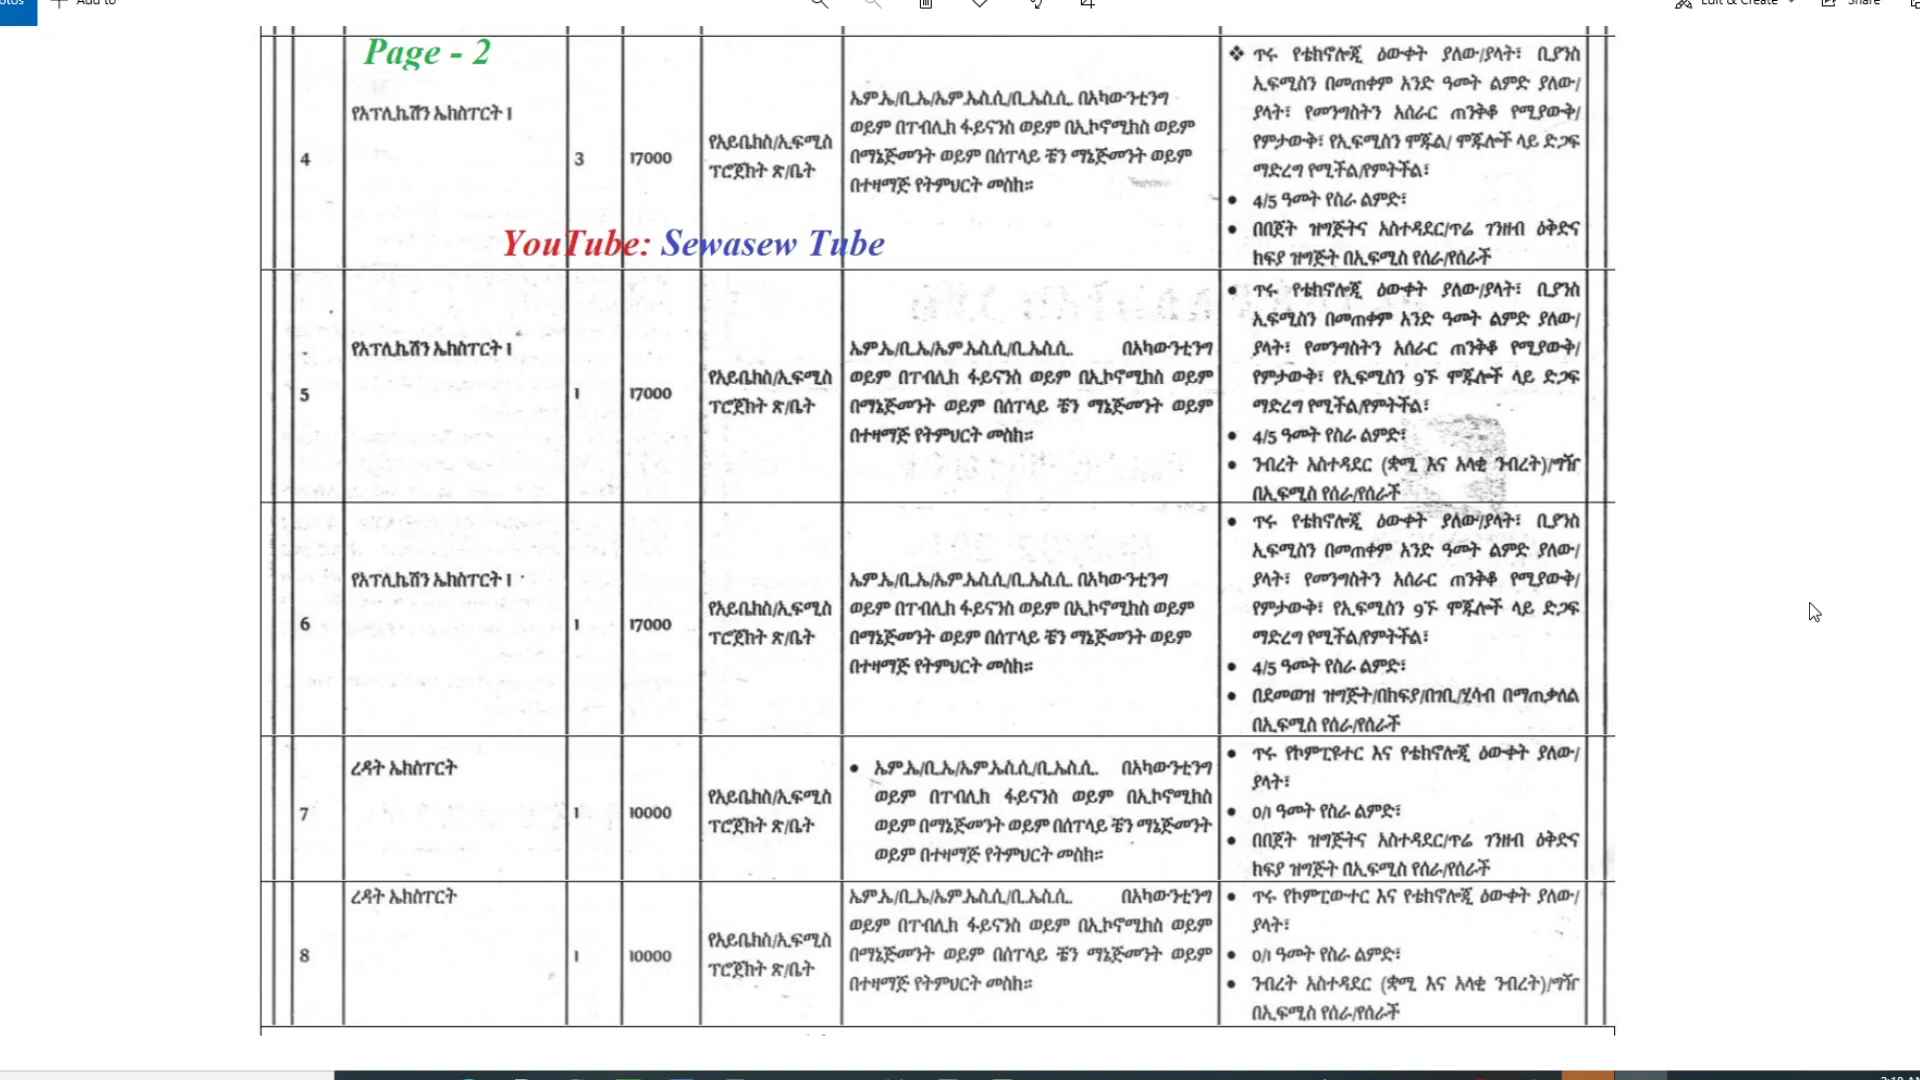 Add to
Edit & Create
Share
Page - 2
YouTube: Sewasew Tube
4
የአፕሊኬሽን ኤክስፐርት I
3
17000
የአይቤክስ/ኢፍሚስ
ፕሮጀክት ጽ/ቤት
ኤም.ኤ/ቢ.ኤ/ኤም.ኤስ.ሲ/ቢ.ኤስ.ሲ. በአካውንቲንግ
ወይም በፐብሊክ ፋይናንስ ወይም በኢኮኖሚክስ ወይም
በማኔጅመንት ወይም በሰፕላይ ቼን ማኔጅመንት ወይም
በተዛማጅ የትምህርት መስክ።
❖ ጥሩ የቴክኖሎጂ ዕውቀት ያለው/ያላት፣ ቢያንስ
ኢፍሚስን በመጠቀም አንድ ዓመት ልምድ ያለው/
ያላት፣ የመንግስትን አሰራር ጠንቅቆ የሚያውቅ/
የምታውቅ፣ የኢፍሚስን ሞጁል/ ሞጁሎች ላይ ድጋፍ
ማድረግ የሚችል/የምትችል፣
• 4/5 ዓመት የስራ ልምድ፣
• በበጀት ዝግጅትና አስተዳደር/ጥሬ ገንዘብ ዕቅድና
ክፍያ ዝግጅት በኢፍሚስ የሰራ/የሰራች
5
የአፕሊኬሽን ኤክስፐርት I
1
17000
የአይቤክስ/ኢፍሚስ
ፕሮጀክት ጽ/ቤት
ኤም.ኤ/ቢ.ኤ/ኤም.ኤስ.ሲ/ቢ.ኤስ.ሲ. በአካውንቲንግ
ወይም በፐብሊክ ፋይናንስ ወይም በኢኮኖሚክስ ወይም
በማኔጅመንት ወይም በሰፕላይ ቼን ማኔጅመንት ወይም
በተዛማጅ የትምህርት መስክ።
• ጥሩ የቴክኖሎጂ ዕውቀት ያለው/ያላት፣ ቢያንስ
ኢፍሚስን በመጠቀም አንድ ዓመት ልምድ ያለው/
ያላት፣ የመንግስትን አሰራር ጠንቅቆ የሚያውቅ/
የምታውቅ፣ የኢፍሚስን 9ኙ ሞጁሎች ላይ ድጋፍ
ማድረግ የሚችል/የምትችል፣
• 4/5 ዓመት የስራ ልምድ፣
• ንብረት አስተዳደር (ቋሚ እና አላቂ ንብረት)/ግዥ
በኢፍሚስ የሰራ/የሰራች
6
የአፕሊኬሽን ኤክስፐርት I
1
17000
የአይቤክስ/ኢፍሚስ
ፕሮጀክት ጽ/ቤት
ኤም.ኤ/ቢ.ኤ/ኤም.ኤስ.ሲ/ቢ.ኤስ.ሲ. በአካውንቲንግ
ወይም በፐብሊክ ፋይናንስ ወይም በኢኮኖሚክስ ወይም
በማኔጅመንት ወይም በሰፕላይ ቼን ማኔጅመንት ወይም
በተዛማጅ የትምህርት መስክ።
• ጥሩ የቴክኖሎጂ ዕውቀት ያለው/ያላት፣ ቢያንስ
ኢፍሚስን በመጠቀም አንድ ዓመት ልምድ ያለው/
ያላት፣ የመንግስትን አሰራር ጠንቅቆ የሚያውቅ/
የምታውቅ፣ የኢፍሚስን 9ኙ ሞጁሎች ላይ ድጋፍ
ማድረግ የሚችል/የምትችል፣
• 4/5 ዓመት የስራ ልምድ፣
• በደመወዝ ዝግጅት/በክፍያ/በገቢ/ሂሳብ በማጠቃለል
በኢፍሚስ የሰራ/የሰራች
7
ረዳት ኤክስፐርት
1
10000
የአይቤክስ/ኢፍሚስ
ፕሮጀክት ጽ/ቤት
• ኤም.ኤ/ቢ.ኤ/ኤም.ኤስ.ሲ/ቢ.ኤስ.ሲ. በአካውንቲንግ
ወይም በፐብሊክ ፋይናንስ ወይም በኢኮኖሚክስ
ወይም በማኔጅመንት ወይም በሰፕላይ ቼን ማኔጅመንት
ወይም በተዛማጅ የትምህርት መስክ።
• ጥሩ የኮምፒዩተር እና የቴክኖሎጂ ዕውቀት ያለው/
ያላት፣
• 0/1 ዓመት የስራ ልምድ፣
• በበጀት ዝግጅትና አስተዳደር/ጥሬ ገንዘብ ዕቅድና
ክፍያ ዝግጅት በኢፍሚስ የሰራ/የሰራች
8
ረዳት ኤክስፐርት
1
10000
የአይቤክስ/ኢፍሚስ
ፕሮጀክት ጽ/ቤት
ኤም.ኤ/ቢ.ኤ/ኤም.ኤስ.ሲ/ቢ.ኤስ.ሲ. በአካውንቲንግ
ወይም በፐብሊክ ፋይናንስ ወይም በኢኮኖሚክስ ወይም
በማኔጅመንት ወይም በሰፕላይ ቼን ማኔጅመንት ወይም
በተዛማጅ የትምህርት መስክ።
• ጥሩ የኮምፒውተር እና የቴክኖሎጂ ዕውቀት ያለው/
ያላት፣
• 0/1 ዓመት የስራ ልምድ፣
• ንብረት አስተዳደር (ቋሚ እና አላቂ ንብረት)/ግዥ
በኢፍሚስ የሰራ/የሰራች